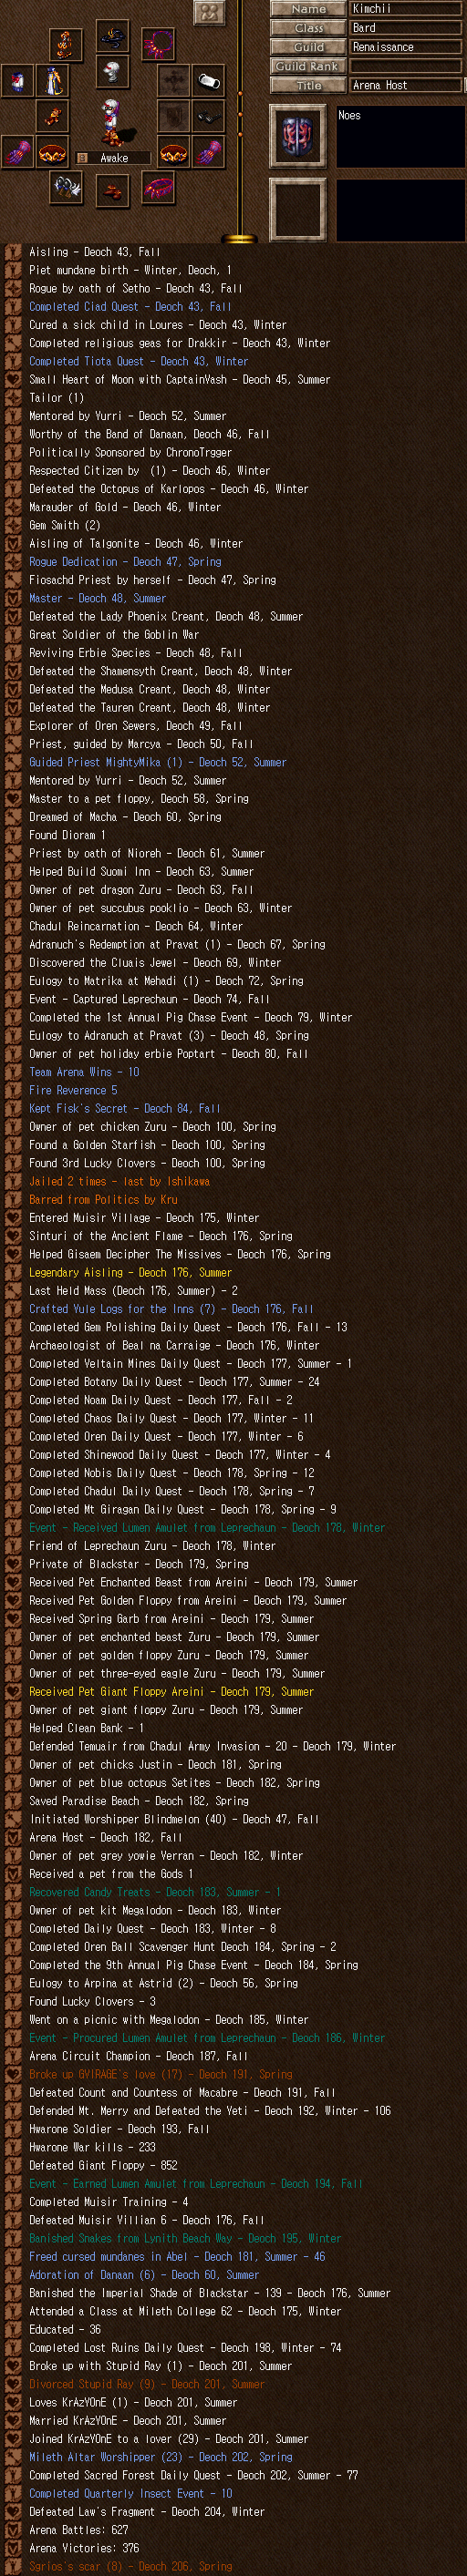 Name Kimchii
Class Bard
Guild Renaissance
Guild Rank
Title Arena Host
Awake
Noes
Aisling - Deoch 43, Fall
Piet mundane birth - Winter, Deoch, 1
Rogue by oath of Setho - Deoch 43, Fall
Completed Ciad Quest - Deoch 43, Fall
Cured a sick child in Loures - Deoch 43, Winter
Completed religious geas for Drakkir - Deoch 43, Winter
Completed Tiota Quest - Deoch 43, Winter
Small Heart of Moon with CaptainVash - Deoch 45, Summer
Tailor (1)
Mentored by Yurri - Deoch 52, Summer
Worthy of the Band of Danaan, Deoch 46, Fall
Politically Sponsored by ChronoTrgger
Respected Citizen by  (1) - Deoch 46, Winter
Defeated the Octopus of Karlopos - Deoch 46, Winter
Marauder of Gold - Deoch 46, Winter
Gem Smith (2)
Aisling of Talgonite - Deoch 46, Winter
Rogue Dedication - Deoch 47, Spring
Fiosachd Priest by herself - Deoch 47, Spring
Master - Deoch 48, Summer
Defeated the Lady Phoenix Creant, Deoch 48, Summer
Great Soldier of the Goblin War
Reviving Erbie Species - Deoch 48, Fall
Defeated the Shamensyth Creant, Deoch 48, Winter
Defeated the Medusa Creant, Deoch 48, Winter
Defeated the Tauren Creant, Deoch 48, Winter
Explorer of Oren Sewers, Deoch 49, Fall
Priest, guided by Marcya - Deoch 50, Fall
Guided Priest MightyMika (1) - Deoch 52, Summer
Mentored by Yurri - Deoch 52, Summer
Master to a pet floppy, Deoch 58, Spring
Dreamed of Macha - Deoch 60, Spring
Found Dioram 1
Priest by oath of Nioreh - Deoch 61, Summer
Helped Build Suomi Inn - Deoch 63, Summer
Owner of pet dragon Zuru - Deoch 63, Fall
Owner of pet succubus pooklio - Deoch 63, Winter
Chadul Reincarnation - Deoch 64, Winter
Adranuch's Redemption at Pravat (1) - Deoch 67, Spring
Discovered the Cluais Jewel - Deoch 69, Winter
Eulogy to Matrika at Mehadi (1) - Deoch 72, Spring
Event - Captured Leprechaun - Deoch 74, Fall
Completed the 1st Annual Pig Chase Event - Deoch 79, Winter
Eulogy to Adranuch at Pravat (3) - Deoch 48, Spring
Owner of pet holiday erbie Poptart - Deoch 80, Fall
Team Arena Wins - 10
Fire Reverence 5
Kept Fisk's Secret - Deoch 84, Fall
Owner of pet chicken Zuru - Deoch 100, Spring
Found a Golden Starfish - Deoch 100, Spring
Found 3rd Lucky Clovers - Deoch 100, Spring
Jailed 2 times - last by Ishikawa
Barred from Politics by Kru
Entered Muisir Village - Deoch 175, Winter
Sinturi of the Ancient Flame - Deoch 176, Spring
Helped Gisaem Decipher The Missives - Deoch 176, Spring
Legendary Aisling - Deoch 176, Summer
Last Held Mass (Deoch 176, Summer) - 2
Crafted Yule Logs for the Inns (7) - Deoch 176, Fall
Completed Gem Polishing Daily Quest - Deoch 176, Fall - 13
Archaeologist of Beal na Carraige - Deoch 176, Winter
Completed Veltain Mines Daily Quest - Deoch 177, Summer - 1
Completed Botany Daily Quest - Deoch 177, Summer - 24
Completed Noam Daily Quest - Deoch 177, Fall - 2
Completed Chaos Daily Quest - Deoch 177, Winter - 11
Completed Oren Daily Quest - Deoch 177, Winter - 6
Completed Shinewood Daily Quest - Deoch 177, Winter - 4
Completed Nobis Daily Quest - Deoch 178, Spring - 12
Completed Chadul Daily Quest - Deoch 178, Spring - 7
Completed Mt Giragan Daily Quest - Deoch 178, Spring - 9
Event - Received Lumen Amulet from Leprechaun - Deoch 178, Winter
Friend of Leprechaun Zuru - Deoch 178, Winter
Private of Blackstar - Deoch 179, Spring
Received Pet Enchanted Beast from Areini - Deoch 179, Summer
Received Pet Golden Floppy from Areini - Deoch 179, Summer
Received Spring Garb from Areini - Deoch 179, Summer
Owner of pet enchanted beast Zuru - Deoch 179, Summer
Owner of pet golden floppy Zuru - Deoch 179, Summer
Owner of pet three-eyed eagle Zuru - Deoch 179, Summer
Received Pet Giant Floppy Areini - Deoch 179, Summer
Owner of pet giant floppy Zuru - Deoch 179, Summer
Helped Clean Bank - 1
Defended Temuair from Chadul Army Invasion - 20 - Deoch 179, Winter
Owner of pet chicks Justin - Deoch 181, Spring
Owner of pet blue octopus Setites - Deoch 182, Spring
Saved Paradise Beach - Deoch 182, Spring
Initiated Worshipper Blindmelon (40) - Deoch 47, Fall
Arena Host - Deoch 182, Fall
Owner of pet grey yowie Verran - Deoch 182, Winter
Received a pet from the Gods 1
Recovered Candy Treats - Deoch 183, Summer - 1
Owner of pet kit Megalodon - Deoch 183, Winter
Completed Daily Quest - Deoch 183, Winter - 8
Completed Oren Ball Scavenger Hunt Deoch 184, Spring - 2
Completed the 9th Annual Pig Chase Event - Deoch 184, Spring
Eulogy to Arpina at Astrid (2) - Deoch 56, Spring
Found Lucky Clovers - 3
Went on a picnic with Megalodon - Deoch 185, Winter
Event - Procured Lumen Amulet from Leprechaun - Deoch 186, Winter
Arena Circuit Champion - Deoch 187, Fall
Broke up GVIRAGE's love (17) - Deoch 191, Spring
Defeated Count and Countess of Macabre - Deoch 191, Fall
Defended Mt. Merry and Defeated the Yeti - Deoch 192, Winter - 106
Hwarone Soldier - Deoch 193, Fall
Hwarone War kills - 233
Defeated Giant Floppy - 852
Event - Earned Lumen Amulet from Leprechaun - Deoch 194, Fall
Completed Muisir Training - 4
Defeated Muisir Villian 6 - Deoch 176, Fall
Banished Snakes from Lynith Beach Way - Deoch 195, Winter
Freed cursed mundanes in Abel - Deoch 181, Summer - 46
Adoration of Danaan (6) - Deoch 60, Summer
Banished the Imperial Shade of Blackstar - 139 - Deoch 176, Summer
Attended a Class at Mileth College 62 - Deoch 175, Winter
Educated - 36
Completed Lost Ruins Daily Quest - Deoch 198, Winter - 74
Broke up with Stupid Ray (1) - Deoch 201, Summer
Divorced Stupid Ray (9) - Deoch 201, Summer
Loves KrAzYOnE (1) - Deoch 201, Summer
Married KrAzYOnE - Deoch 201, Summer
Joined KrAzYOnE to a lover (29) - Deoch 201, Summer
Mileth Altar Worshipper (23) - Deoch 202, Spring
Completed Sacred Forest Daily Quest - Deoch 202, Summer - 77
Completed Quarterly Insect Event - 10
Defeated Law's Fragment - Deoch 204, Winter
Arena Battles: 627
Arena Victories: 376
Sgrios's scar (8) - Deoch 206, Spring